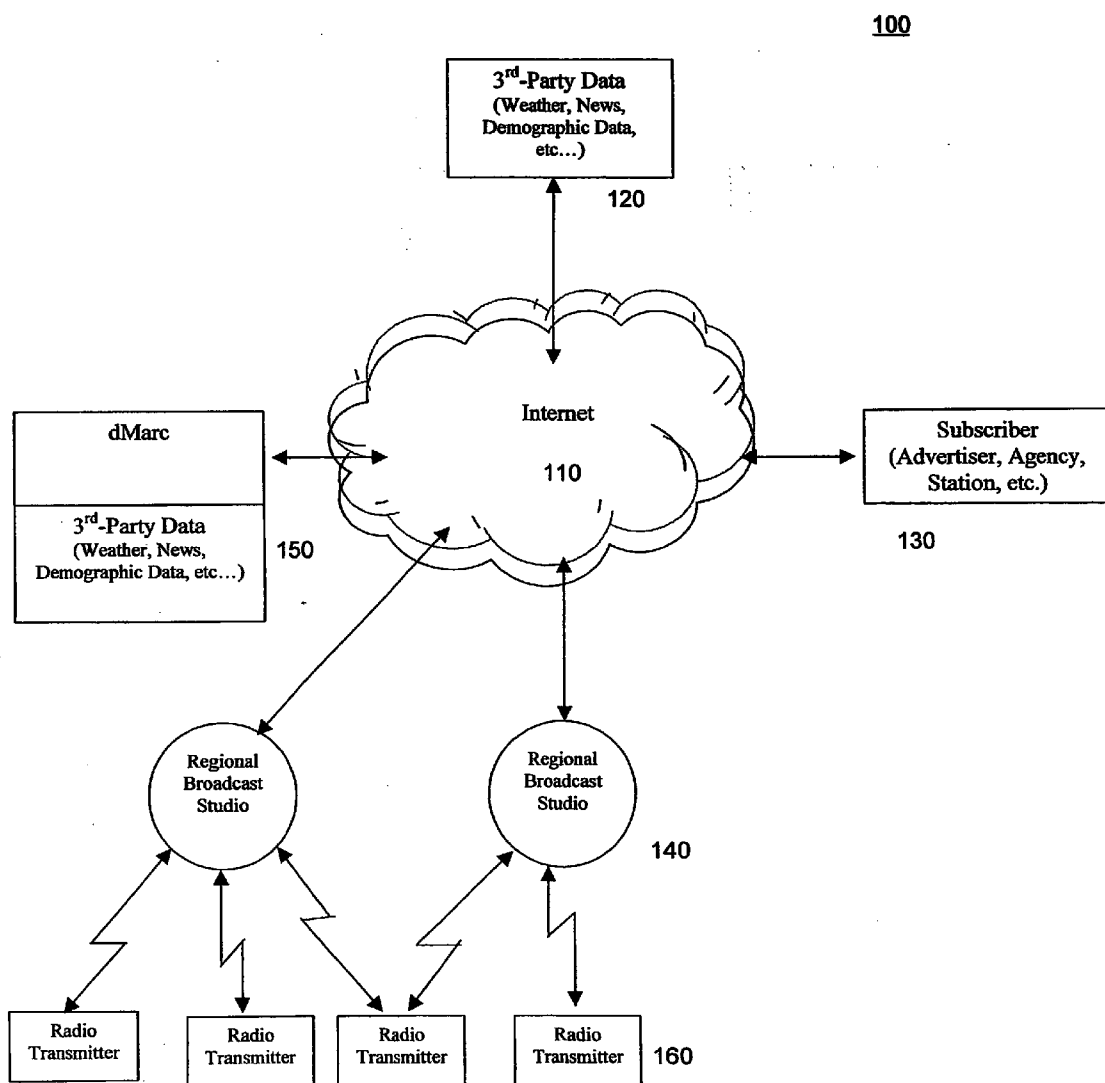 100
3rd-Party Data
(Weather, News,
Demographic Data,
etc...)
120
Internet
110
dMarc
3rd-Party Data
(Weather, News,
Demographic Data, etc...)
150
Subscriber
(Advertiser, Agency,
Station, etc.)
130
Regional
Broadcast
Studio
Regional
Broadcast
Studio
140
Radio
Transmitter
Radio
Transmitter
Radio
Transmitter
Radio
Transmitter
160